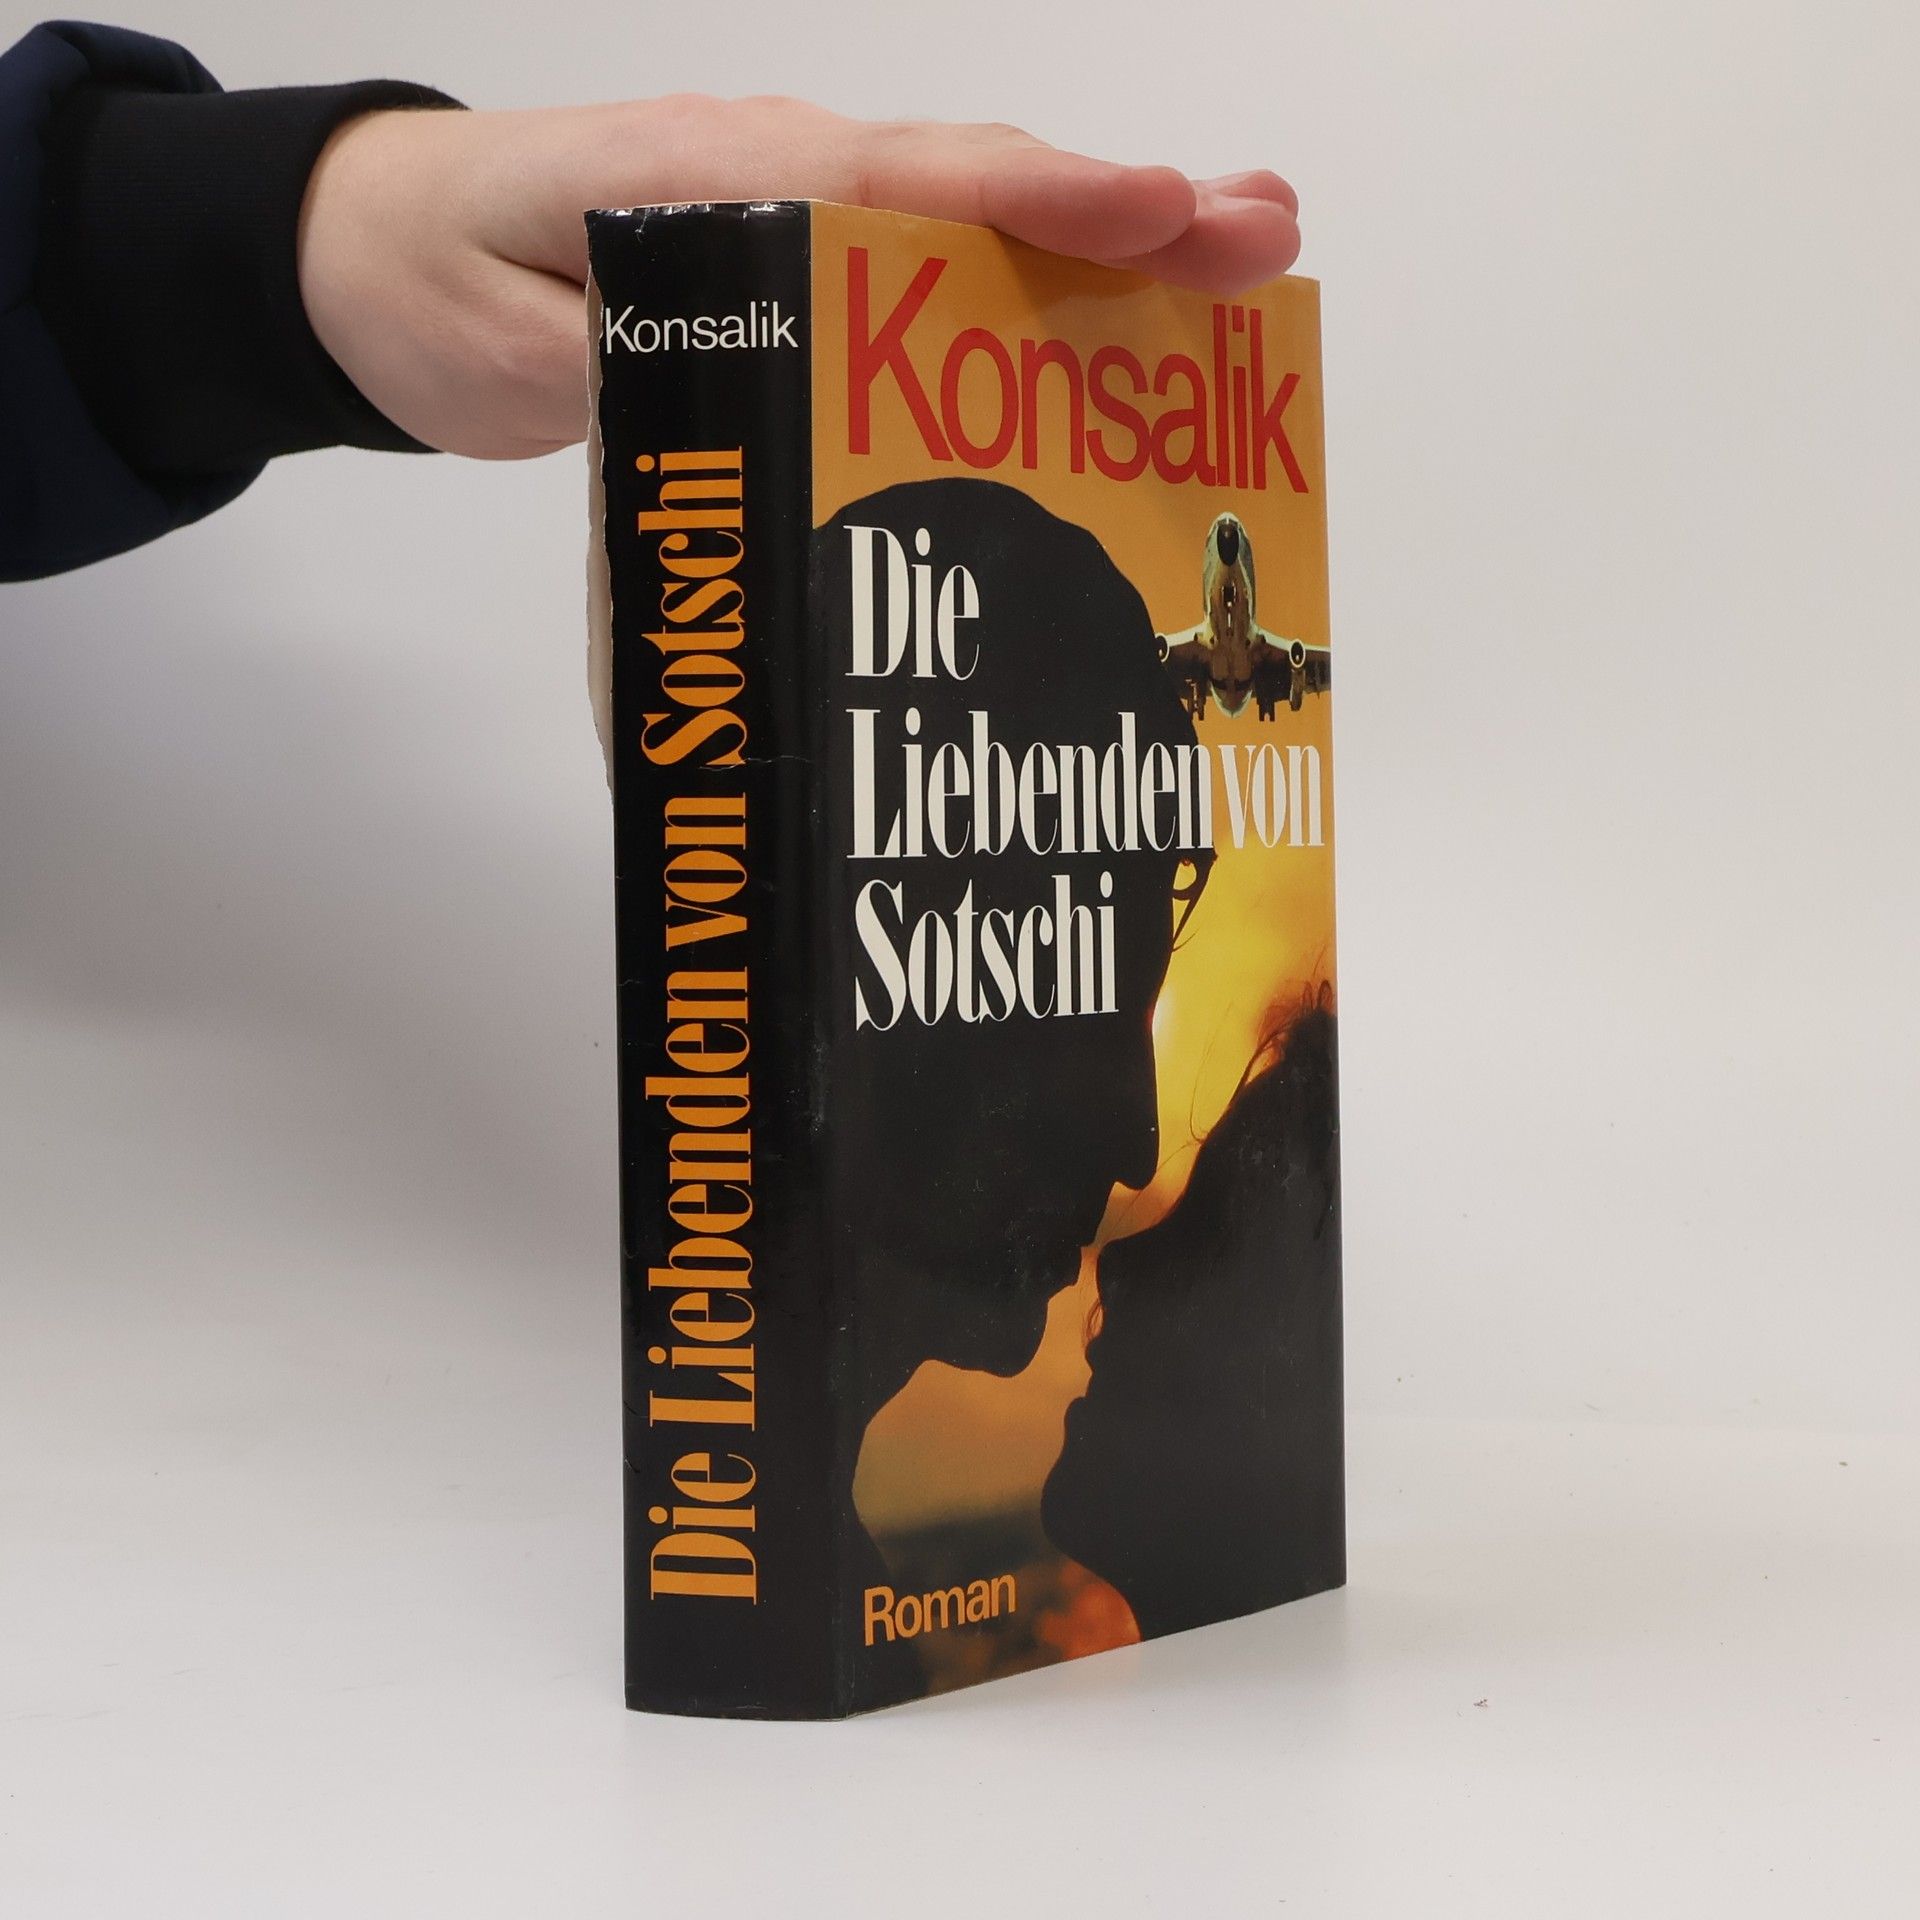 Konsalik
Die Liebenden von Sotschi
Konsalik
Die
Liebenden von
Sotschi
Roman